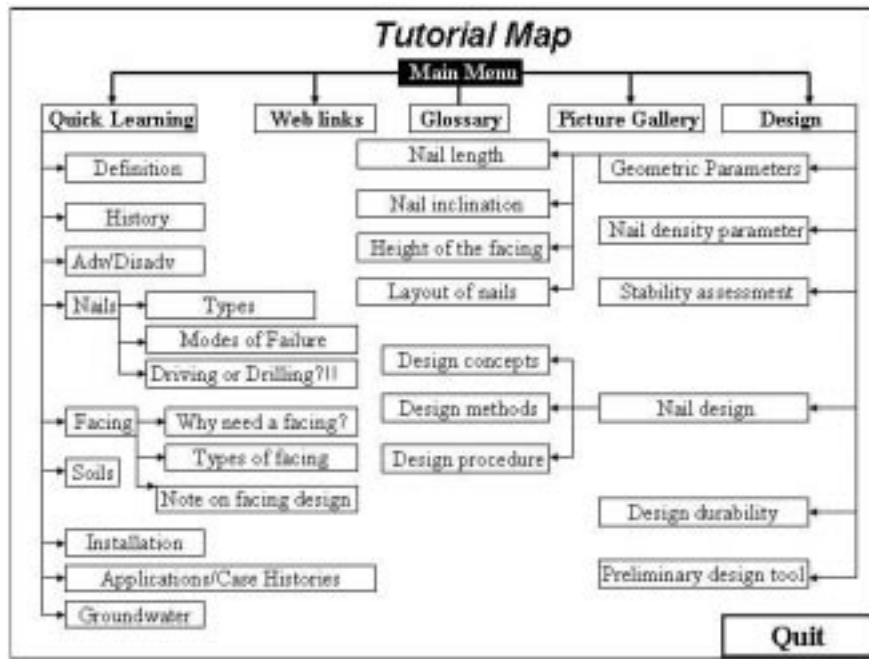 Tutorial Map
Main Menu
Quick Learning
Web links
Glossary
Picture Gallery
Design
Definition
History
Adv/Disadv
Nails
Types
Modes of Failure
Driving or Drilling?!!
Facing
Why need a facing?
Types of facing
Note on facing design
Soils
Installation
Applications/Case Histories
Groundwater
Nail length
Nail inclination
Height of the facing
Layout of nails
Design concepts
Design methods
Design procedure
Geometric Parameters
Nail density parameter
Stability assessment
Nail design
Design durability
Preliminary design tool
Quit